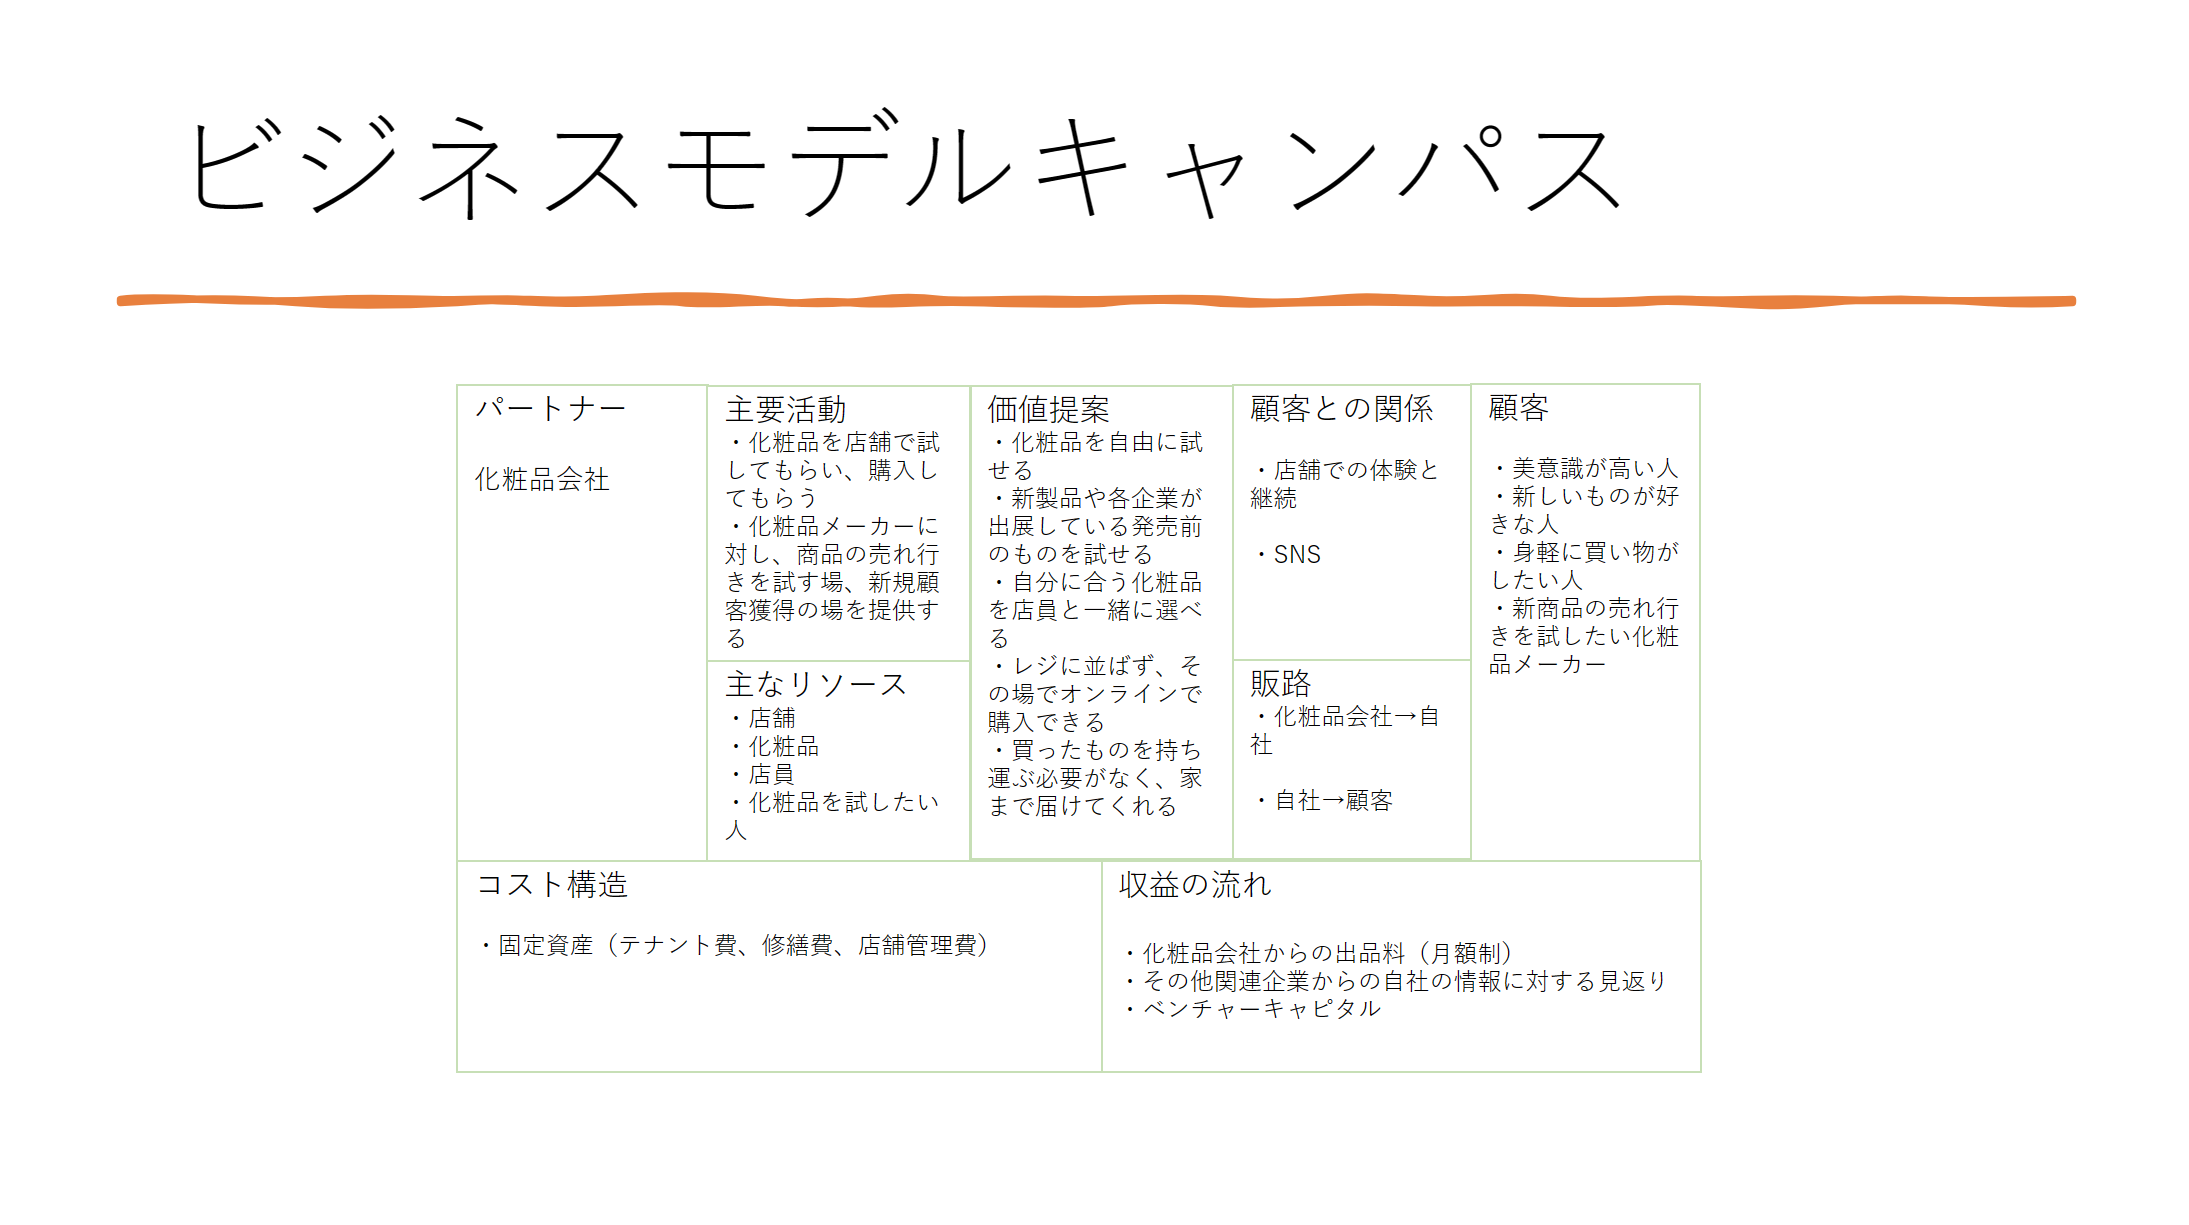 ビジネスモデルキャンパス
パートナー
化粧品会社
主要活動
・化粧品を店舗で試
してもらい、購入し
てもらう
・化粧品メーカーに
対し、商品の売れ行
きを試す場、新規顧
客獲得の場を提供す
る
主なリソース
・店舗
・化粧品
・店員
・化粧品を試したい
人
価値提案
・化粧品を自由に試
せる
・新製品や各企業が
出展している発売前
のものを試せる
・自分に合う化粧品
を店員と一緒に選べ
る
・レジに並ばず、そ
の場でオンラインで
購入できる
・買ったものを持ち
運ぶ必要がなく、家
まで届けてくれる
顧客との関係
・店舗での体験と
継続
・SNS
販路
・化粧品会社→自
社
・自社→顧客
顧客
・美意識が高い人
・新しいものが好
きな人
・身軽に買い物が
したい人
・新商品の売れ行
きを試したい化粧
品メーカー
コスト構造
・固定資産（テナント費、修繕費、店舗管理費）
収益の流れ
・化粧品会社からの出品料（月額制）
・その他関連企業からの自社の情報に対する見返り
・ベンチャーキャピタル